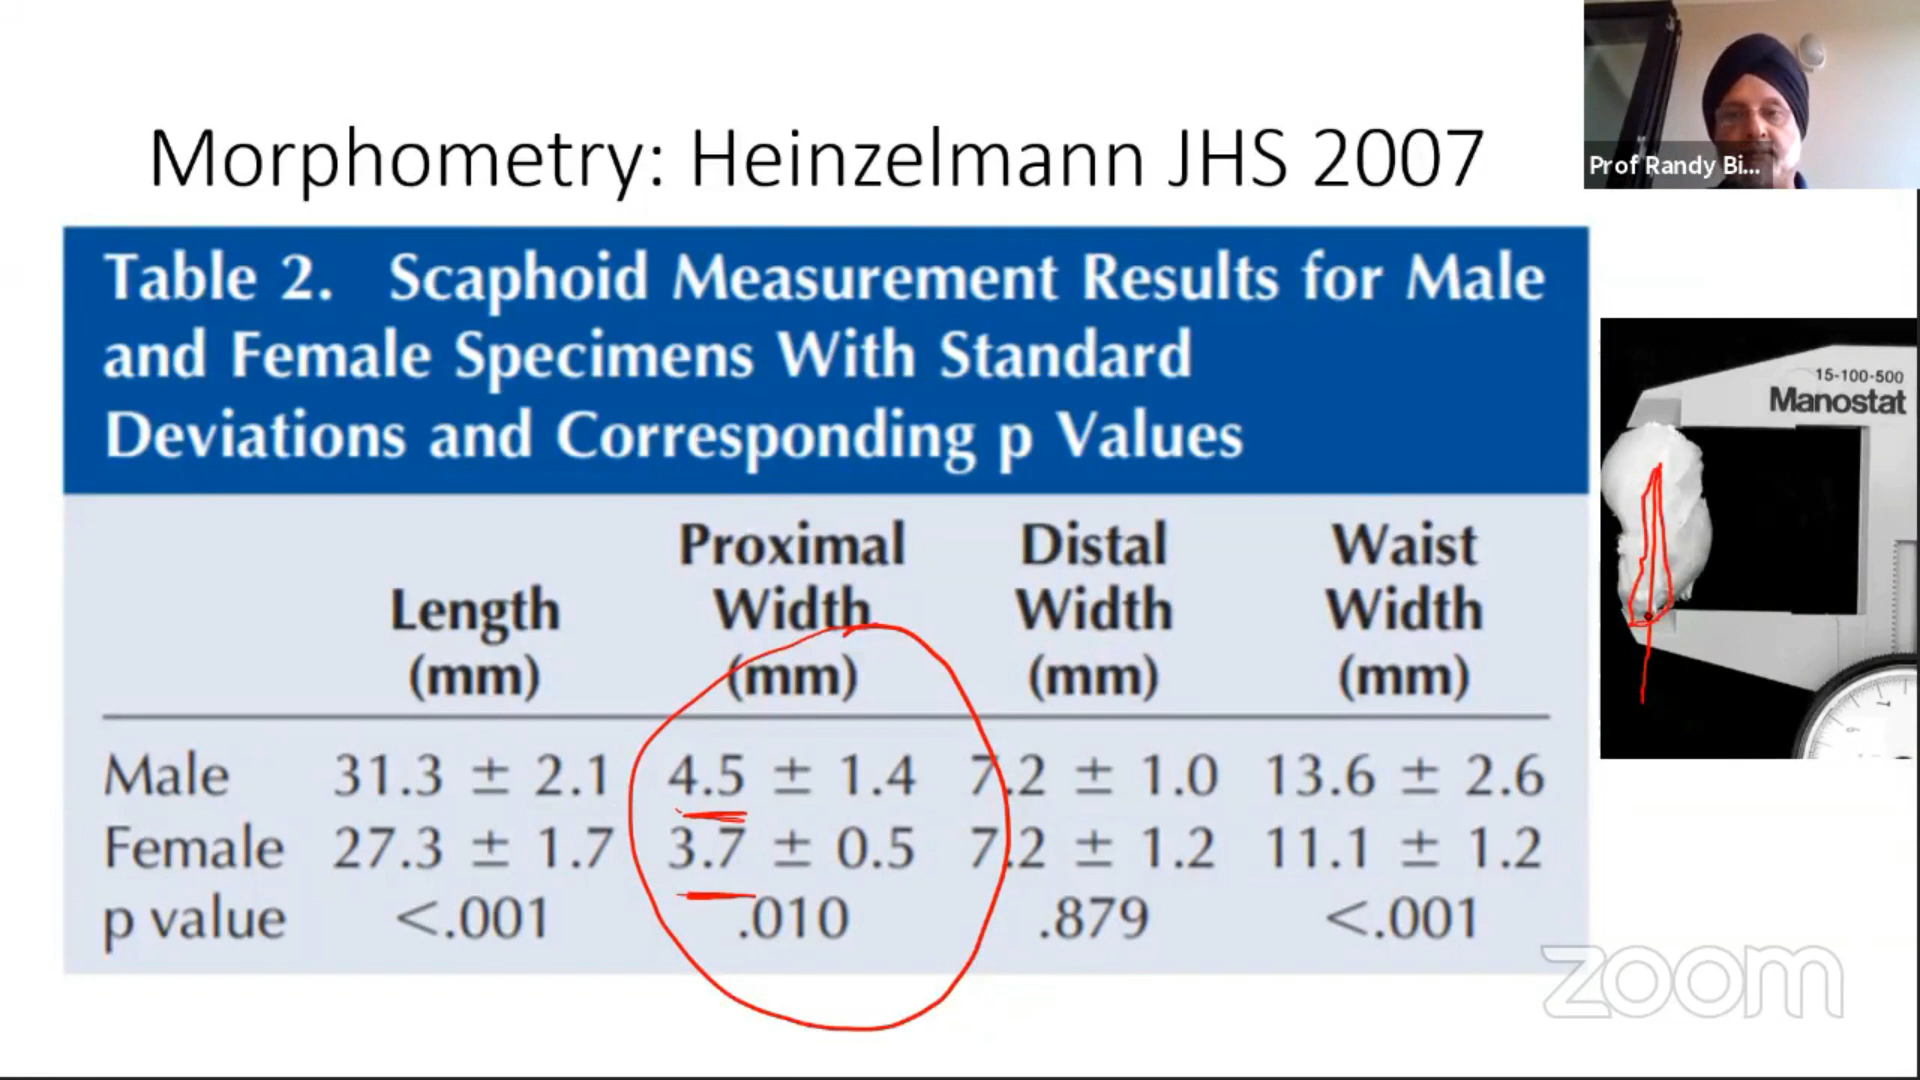 Morphometry: Heinzelmann JHS 2007
Prof Randy Bi...
Table 2. Scaphoid Measurement Results for Male
and Female Specimens With Standard
Deviations and Corresponding p Values
15-100-500
Manostat
Proximal Distal Waist
Length Width Width Width
(mm) (mm) (mm) (mm)
Male 31.3 ± 2.1 4.5 ± 1.4 7.2 ± 1.0 13.6 ± 2.6
Female 27.3 ± 1.7 3.7 ± 0.5 7.2 ± 1.2 11.1 ± 1.2
p value <.001 .010 .879 <.001
zoom